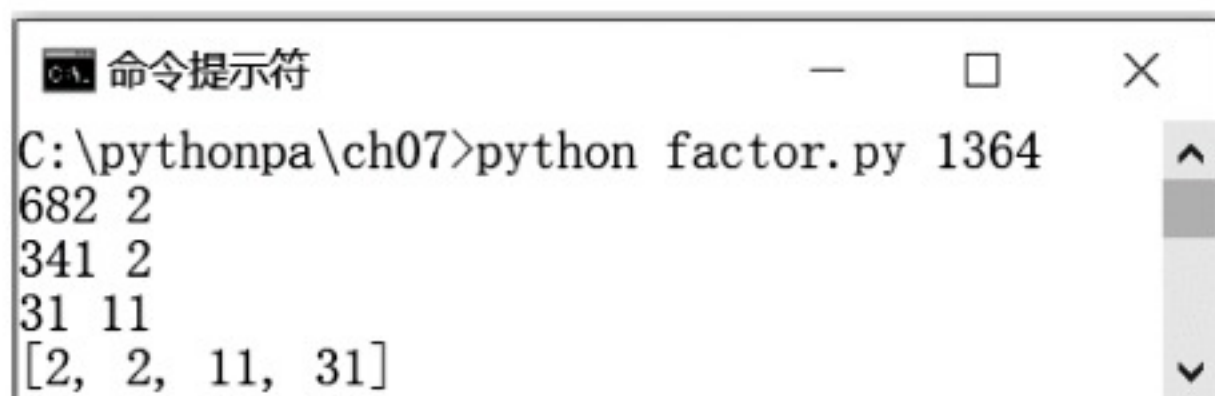 命令提示符
C:\pythonpa\ch07>python factor.py 1364
682 2
341 2
31 11
[2, 2, 11, 31]